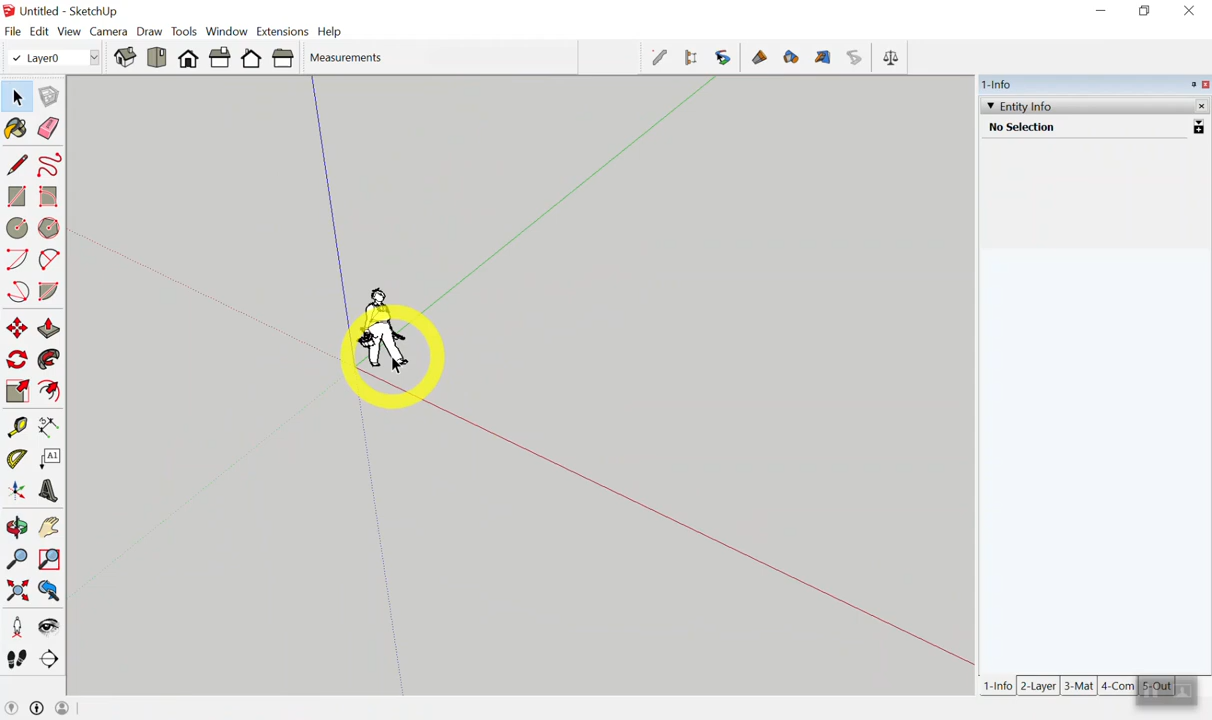 Untitled - SketchUp
File Edit View Camera Draw Tools Window Extensions Help
Layer0 Measurements
1-Info
Entity Info
No Selection
A1
1-Info 2-Layer 3-Mat 4-Com 5-Out